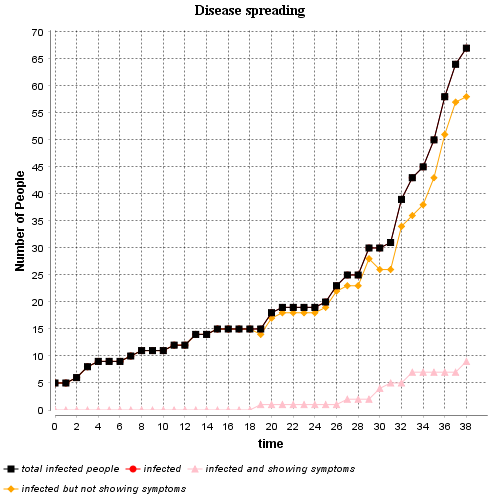 Disease spreading
70
65
60
55
50
45
40
35
30
25
20
15
10
5
0
Number of People
0 2 4 6 8 10 12 14 16 18 20 22 24 26 28 30 32 34 36 38
time
total infected people infected infected and showing symptoms
infected but not showing symptoms